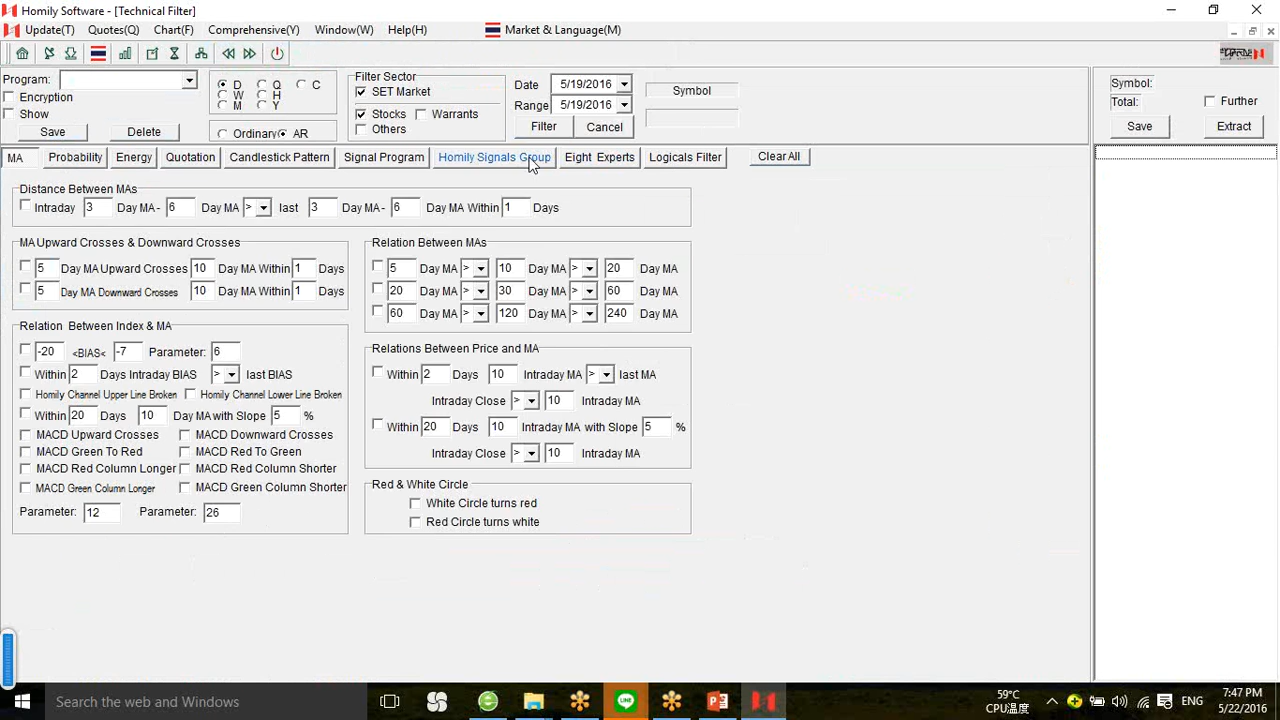 Homily Software - [Technical Filter]
Update(T) Quotes(Q) Chart(F) Comprehensive(Y) Window(W) Help(H) Market & Language(M)
Program:
Encryption
Show
Save Delete
D Q C
W H
M Y
Ordinary AR
Filter Sector
SET Market
Stocks Warrants
Others
Date 5/19/2016
Range 5/19/2016
Filter Cancel
Symbol
Symbol:
Total: Further
Save Extract
MA Probability Energy Quotation Candlestick Pattern Signal Program Homily Signals Group Eight Experts Logicals Filter Clear All
Distance Between MAs
Intraday 3 Day MA- 6 Day MA > last 3 Day MA- 6 Day MA Within 1 Days
MA Upward Crosses & Downward Crosses
5 Day MA Upward Crosses 10 Day MA Within 1 Days
5 Day MA Downward Crosses 10 Day MA Within 1 Days
Relation Between MAs
5 Day MA > 10 Day MA > 20 Day MA
20 Day MA > 30 Day MA > 60 Day MA
60 Day MA > 120 Day MA > 240 Day MA
Relation Between Index & MA
-20 <BIAS< -7 Parameter: 6
Within 2 Days Intraday BIAS > last BIAS
Homily Channel Upper Line Broken Homily Channel Lower Line Broken
Within 20 Days 10 Day MA with Slope 5 %
MACD Upward Crosses MACD Downward Crosses
MACD Green To Red MACD Red To Green
MACD Red Column Longer MACD Red Column Shorter
MACD Green Column Longer MACD Green Column Shorter
Parameter: 12 Parameter: 26
Relations Between Price and MA
Within 2 Days 10 Intraday MA > last MA
Intraday Close > 10 Intraday MA
Within 20 Days 10 Intraday MA with Slope 5 %
Intraday Close > 10 Intraday MA
Red & White Circle
White Circle turns red
Red Circle turns white
Search the web and Windows
59°C
CPU温度
ENG
7:47 PM
5/22/2016